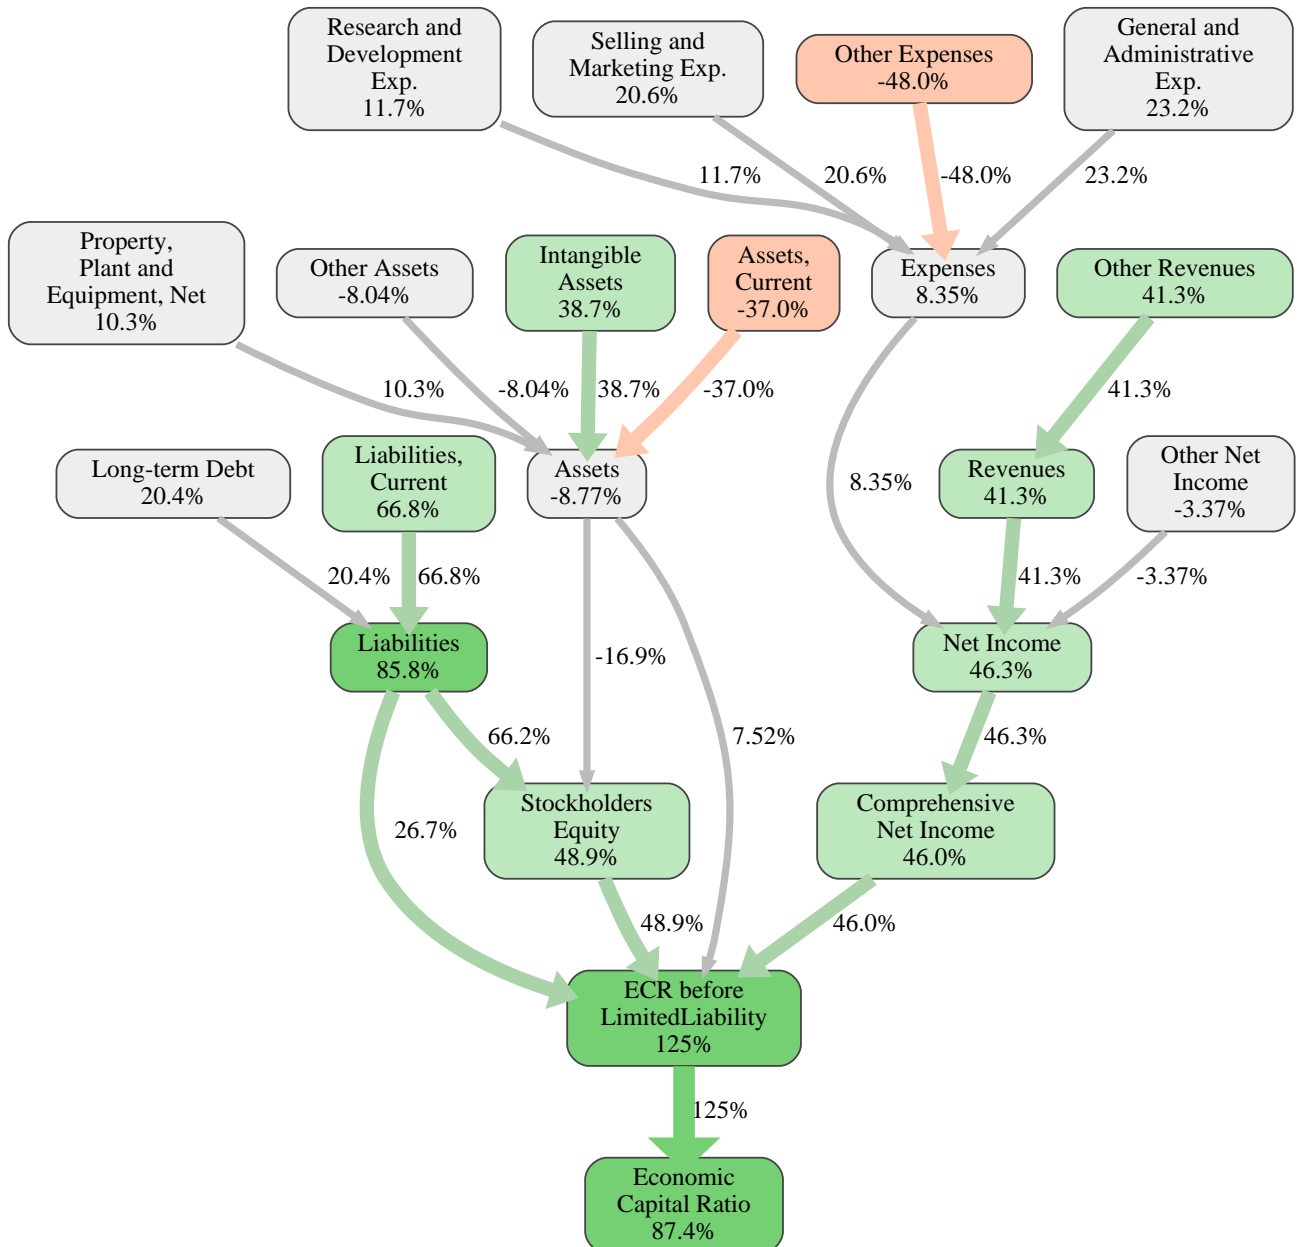 Research and
Development
Exp.
11.7%
Selling and
Marketing Exp.
20.6%
Other Expenses
-48.0%
General and
Administrative
Exp.
23.2%
11.7%
20.6%
-48.0%
23.2%
Property,
Plant and
Equipment, Net
10.3%
Other Assets
-8.04%
Intangible
Assets
38.7%
Assets,
Current
-37.0%
Expenses
8.35%
Other Revenues
41.3%
10.3%
-8.04%
38.7%
-37.0%
41.3%
Long-term Debt
20.4%
Liabilities,
Current
66.8%
Assets
-8.77%
8.35%
Revenues
41.3%
Other Net
Income
-3.37%
20.4%
66.8%
41.3%
-3.37%
Liabilities
85.8%
-16.9%
Net Income
46.3%
66.2%
7.52%
46.3%
26.7%
Stockholders
Equity
48.9%
Comprehensive
Net Income
46.0%
48.9%
46.0%
ECR before
LimitedLiability
125%
125%
Economic
Capital Ratio
87.4%